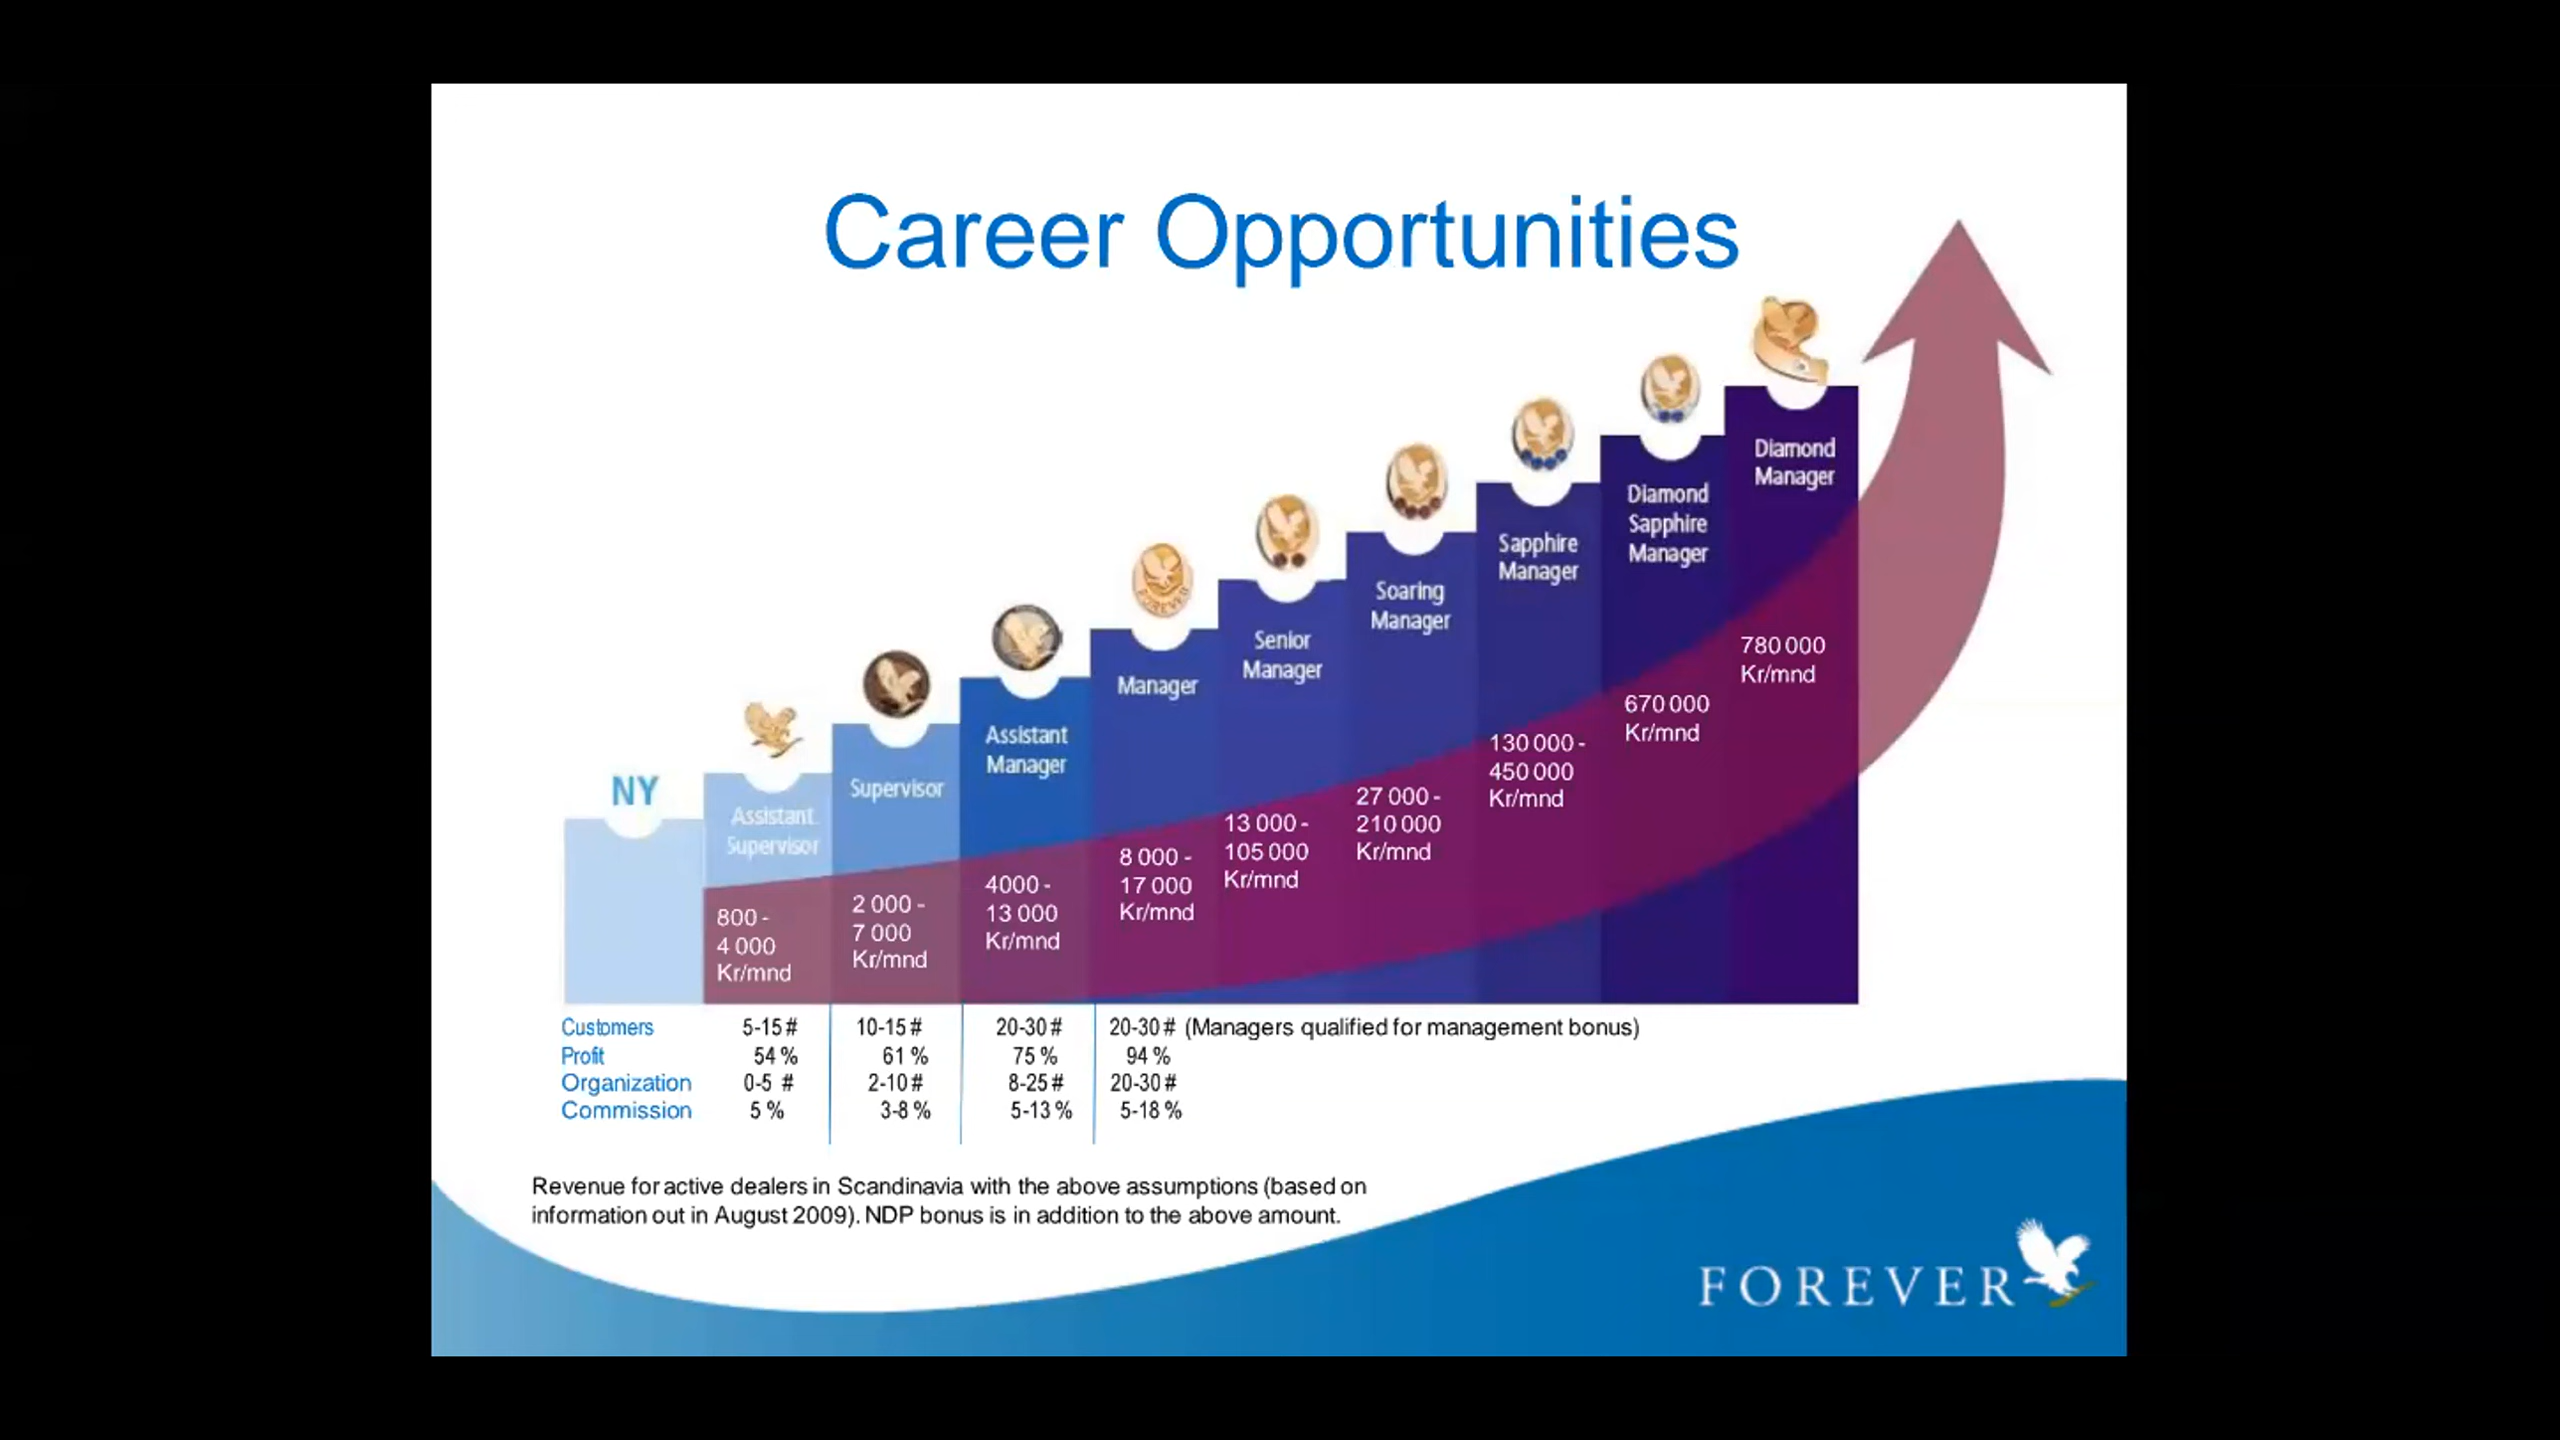 Career Opportunities
NY
Assistant
Supervisor
800 -
4 000
Kr/mnd
Supervisor
2 000 -
7 000
Kr/mnd
Assistant
Manager
4000 -
13 000
Kr/mnd
Manager
8 000 -
17 000
Kr/mnd
Senior
Manager
13 000 -
105 000
Kr/mnd
Soaring
Manager
27 000 -
210 000
Kr/mnd
Sapphire
Manager
130 000 -
450 000
Kr/mnd
Diamond
Sapphire
Manager
670 000
Kr/mnd
Diamond
Manager
780 000
Kr/mnd
FOREVER
Customers 5-15 # 10-15 # 20-30 # 20-30 # (Managers qualified for management bonus)
Profit 54 % 61 % 75 % 94 %
Organization 0-5 # 2-10 # 8-25 # 20-30 #
Commission 5 % 3-8 % 5-13 % 5-18 %
Revenue for active dealers in Scandinavia with the above assumptions (based on
information out in August 2009). NDP bonus is in addition to the above amount.
FOREVER